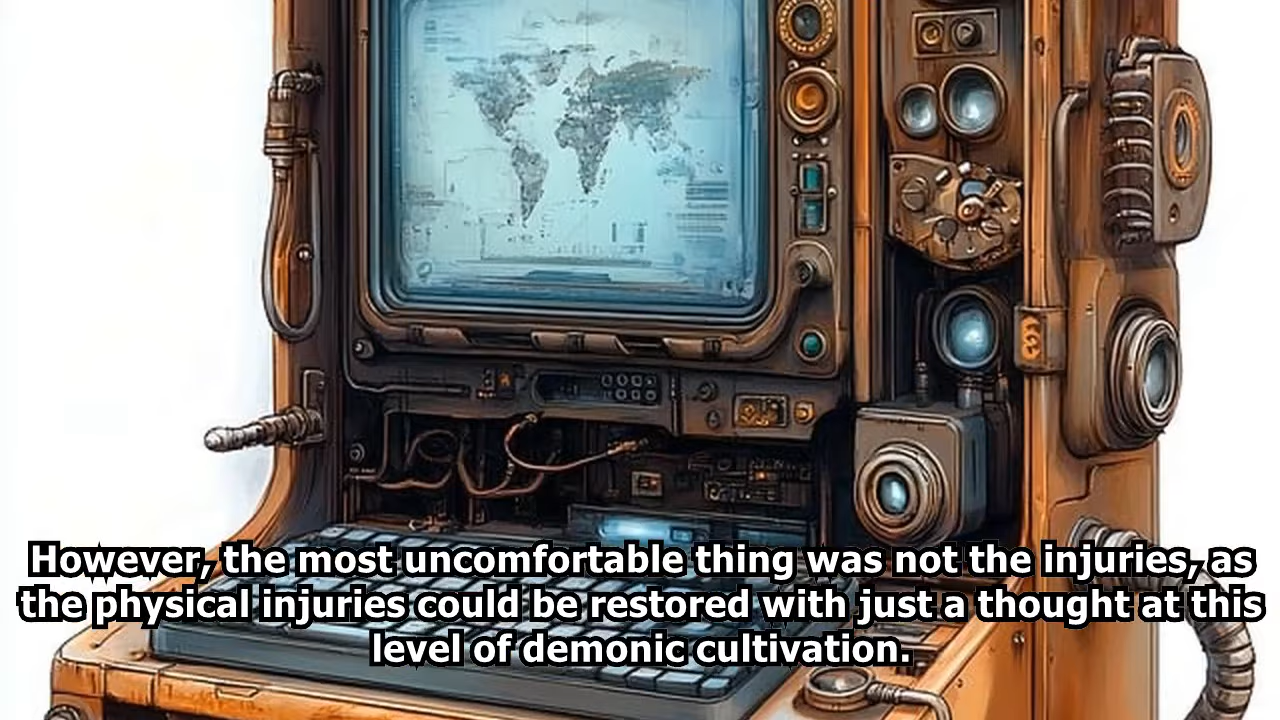 However, the most uncomfortable thing was not the injuries, as
the physical injuries could be restored with just a thought at this
level of demonic cultivation.